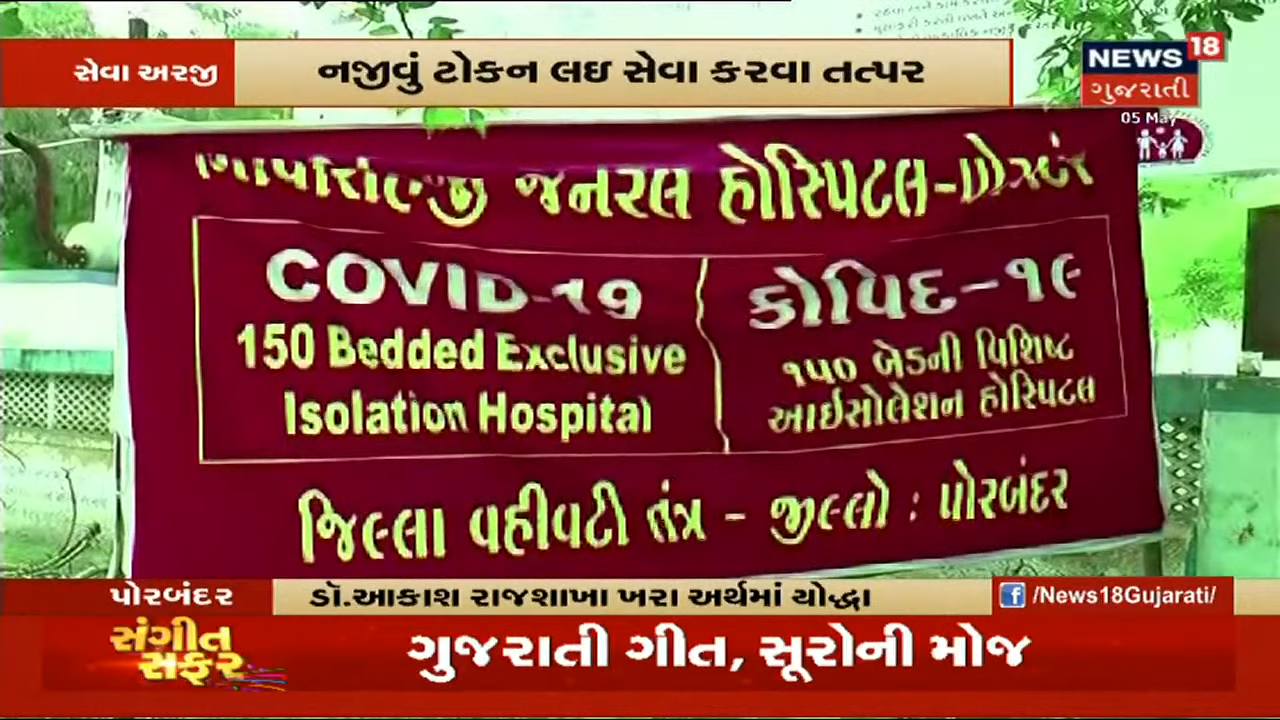 સેવા અરજી
નજીવું ટોકન લઇ સેવા કરવા તત્પર
NEWS 18
ગુજરાતી
05 May
જનરલ હોસ્પિટલ-
COVID-19
150 Bedded Exclusive
Isolation Hospital
કોવિદ-૧૯
૧૫૦ બેડની વિશિષ્ટ
આઈસોલેશન હોસ્પિટલ
જિલ્લા વહીવટી તંત્ર - જીલ્લો : પોરબંદર
પોરબંદર
ડૉ.આકાશ રાજશાખા ખરા અર્થમાં યોદ્ધા
f /News18Gujarati/
સંગીત
સફર
ગુજરાતી ગીત, સૂરોની મોજ